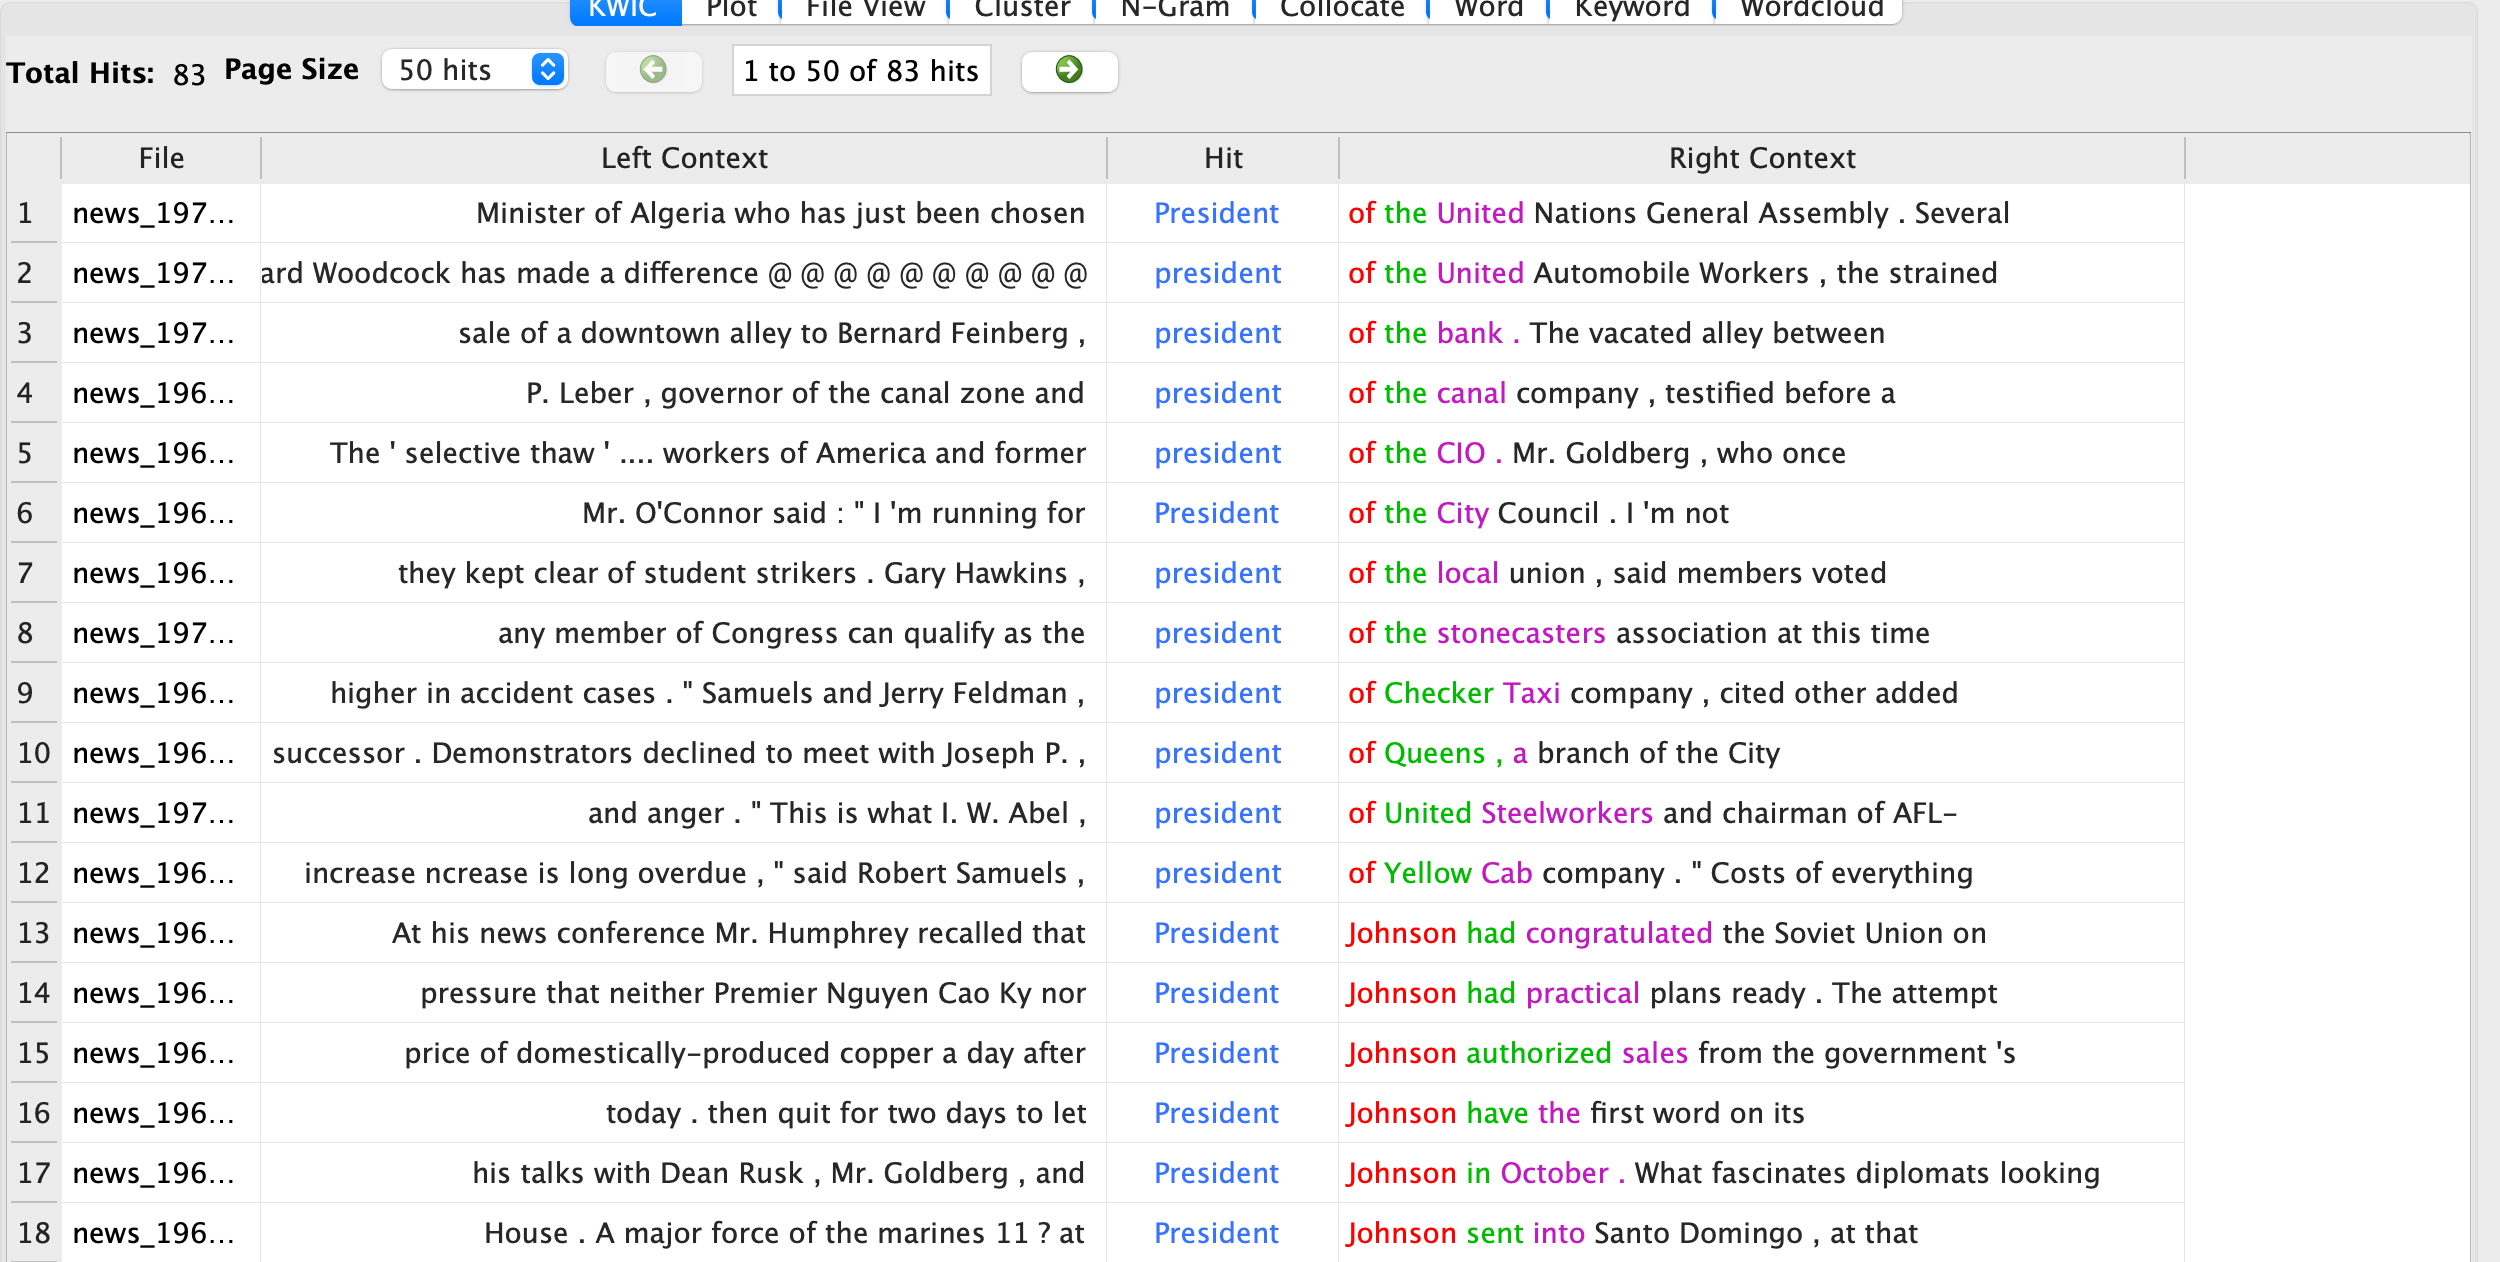 KWIC Plot File View Cluster N-Gram Collocate Word Keyword Wordcloud
Total Hits: 83 Page Size 50 hits 1 to 50 of 83 hits
File Left Context Hit Right Context
1 news_197... Minister of Algeria who has just been chosen President of the United Nations General Assembly . Several
2 news_197... ard Woodcock has made a difference @ @ @ @ @ @ @ @ @ @ president of the United Automobile Workers , the strained
3 news_197... sale of a downtown alley to Bernard Feinberg , president of the bank . The vacated alley between
4 news_196... P. Leber , governor of the canal zone and president of the canal company , testified before a
5 news_196... The ' selective thaw ' .... workers of America and former president of the CIO . Mr. Goldberg , who once
6 news_196... Mr. O'Connor said : " I 'm running for President of the City Council . I 'm not
7 news_196... they kept clear of student strikers . Gary Hawkins , president of the local union , said members voted
8 news_197... any member of Congress can qualify as the president of the stonecasters association at this time
9 news_196... higher in accident cases . " Samuels and Jerry Feldman , president of Checker Taxi company , cited other added
10 news_196... successor . Demonstrators declined to meet with Joseph P. , president of Queens , a branch of the City
11 news_197... and anger . " This is what I. W. Abel , president of United Steelworkers and chairman of AFL-
12 news_196... increase ncrease is long overdue , " said Robert Samuels , president of Yellow Cab company . " Costs of everything
13 news_196... At his news conference Mr. Humphrey recalled that President Johnson had congratulated the Soviet Union on
14 news_196... pressure that neither Premier Nguyen Cao Ky nor President Johnson had practical plans ready . The attempt
15 news_196... price of domestically-produced copper a day after President Johnson authorized sales from the government 's
16 news_196... today . then quit for two days to let President Johnson have the first word on its
17 news_196... his talks with Dean Rusk , Mr. Goldberg , and President Johnson in October . What fascinates diplomats looking
18 news_196... House . A major force of the marines 11 ? at President Johnson sent into Santo Domingo , at that